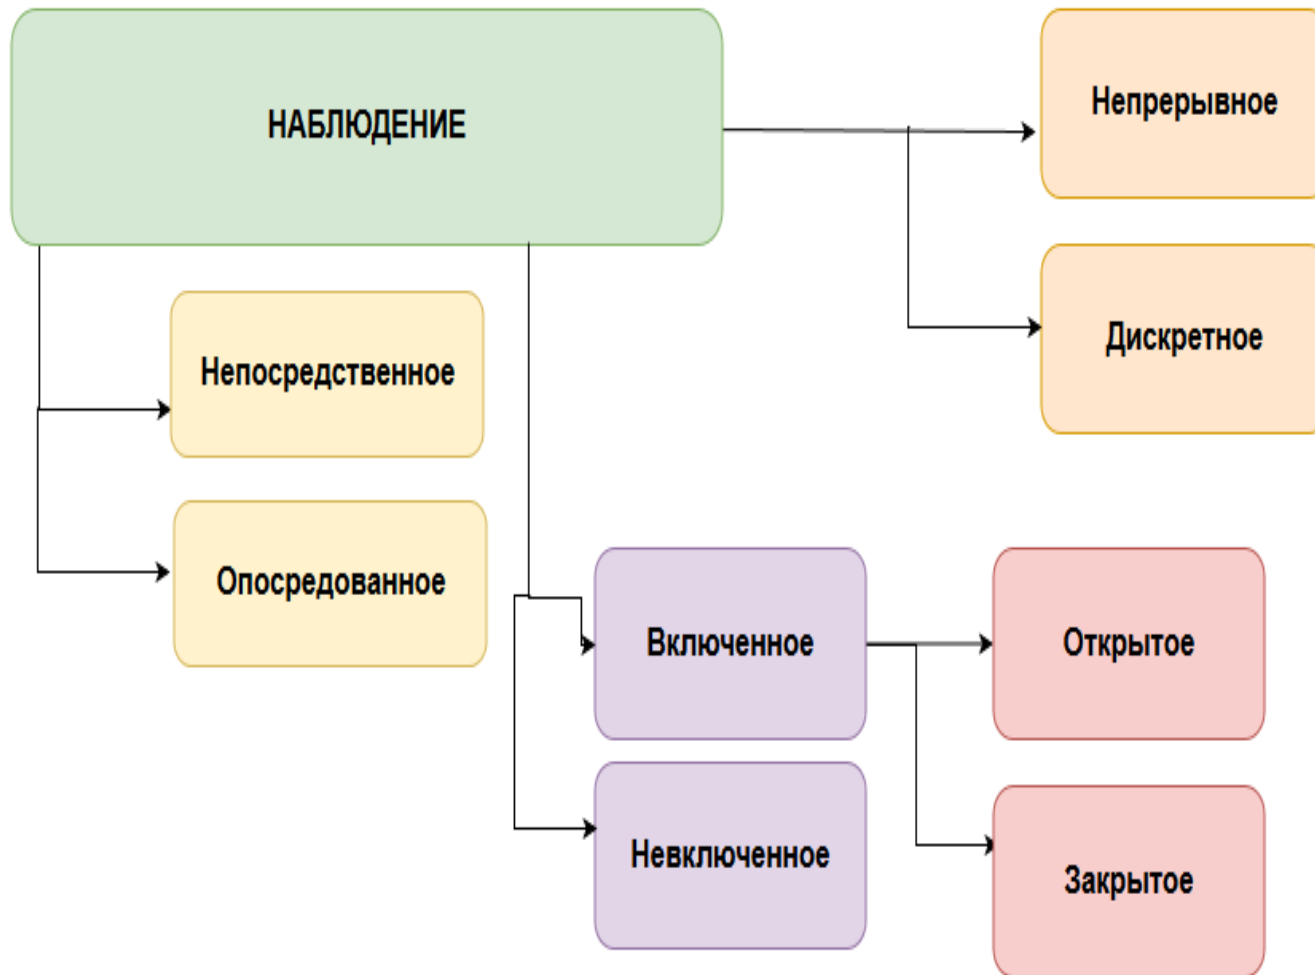 НАБЛЮДЕНИЕ
Непрерывное
Дискретное
Непосредственное
Опосредованное
Включенное
Открытое
Невключенное
Закрытое